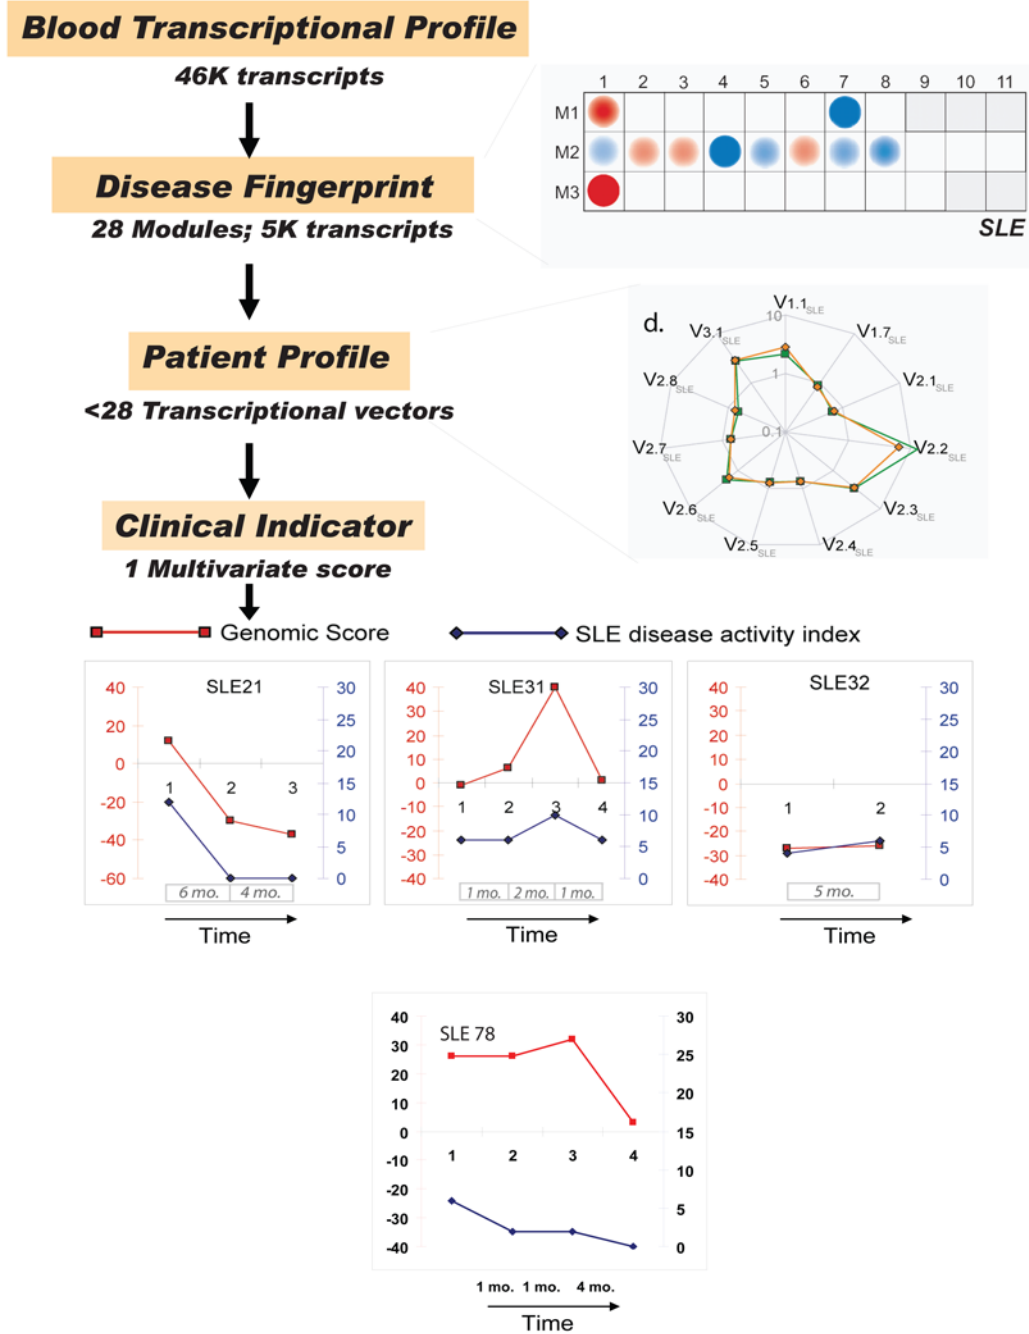 Blood Transcriptional Profile
46K transcripts
Disease Fingerprint
28 Modules; 5K transcripts
Patient Profile
<28 Transcriptional vectors
Clinical Indicator
1 Multivariate score
1 2 3 4 5 6 7 8 9 10 11
M1
M2
M3
SLE
d.
V1.1SLE
V1.7SLE
V2.1SLE
V2.2SLE
V2.3SLE
V2.4SLE
V2.5SLE
V2.6SLE
V2.7SLE
V2.8SLE
V3.1SLE
10
1
0.1
Genomic Score
SLE disease activity index
SLE21
40
20
0
-20
-40
-60
30
25
20
15
10
5
0
1 2 3
6 mo. 4 mo.
Time
SLE31
40
30
20
10
0
-10
-20
-30
-40
30
25
20
15
10
5
0
1 2 3 4
1 mo. 2 mo. 1 mo.
Time
SLE32
40
30
20
10
0
-10
-20
-30
-40
30
25
20
15
10
5
0
1 2
5 mo.
Time
SLE 78
40
30
20
10
0
-10
-20
-30
-40
30
25
20
15
10
5
0
1 2 3 4
1 mo. 1 mo. 4 mo.
Time